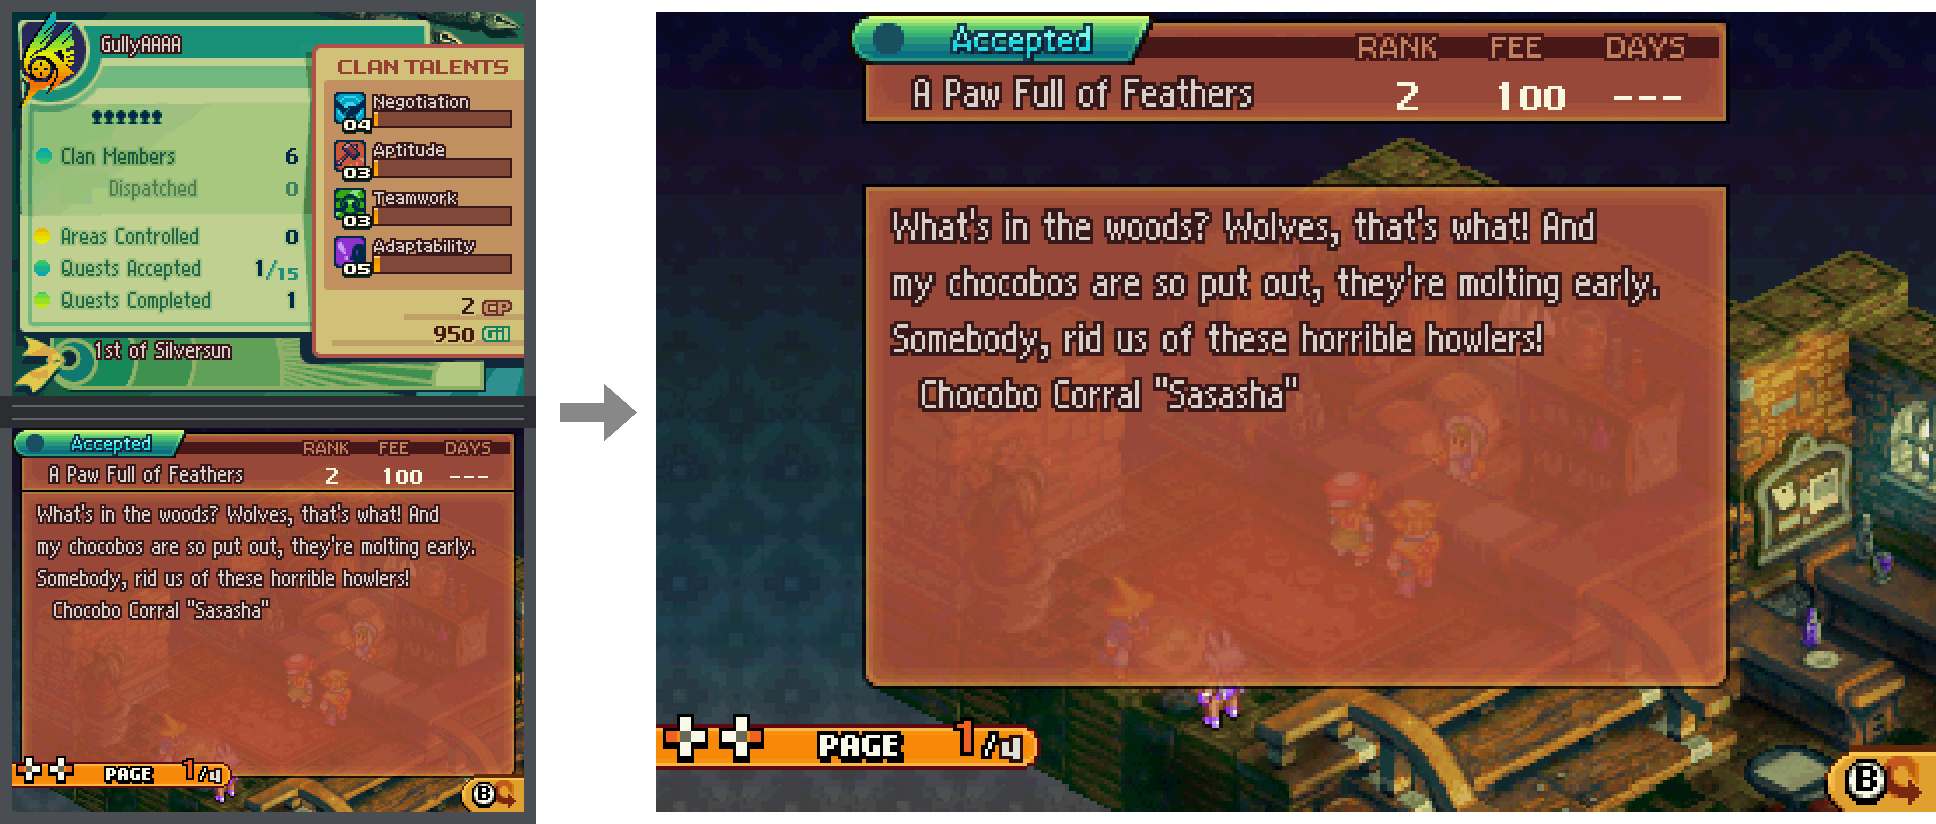 GullyAAAA
CLAN TALENTS
Negotiation
04
Aptitude
03
Teamwork
03
Adaptability
05
2 CP
950 Gil
Clan Members 6
Dispatched 0
Areas Controlled 0
Quests Accepted 1/15
Quests Completed 1
1st of Silversun
Accepted RANK FEE DAYS
A Paw Full of Feathers 2 100 ---
What's in the woods? Wolves, that's what! And
my chocobos are so put out, they're molting early.
Somebody, rid us of these horrible howlers!
Chocobo Corral "Sasasha"
PAGE 1/4
B
Accepted RANK FEE DAYS
A Paw Full of Feathers 2 100 ---
What's in the woods? Wolves, that's what! And
my chocobos are so put out, they're molting early.
Somebody, rid us of these horrible howlers!
Chocobo Corral "Sasasha"
PAGE 1/4
B